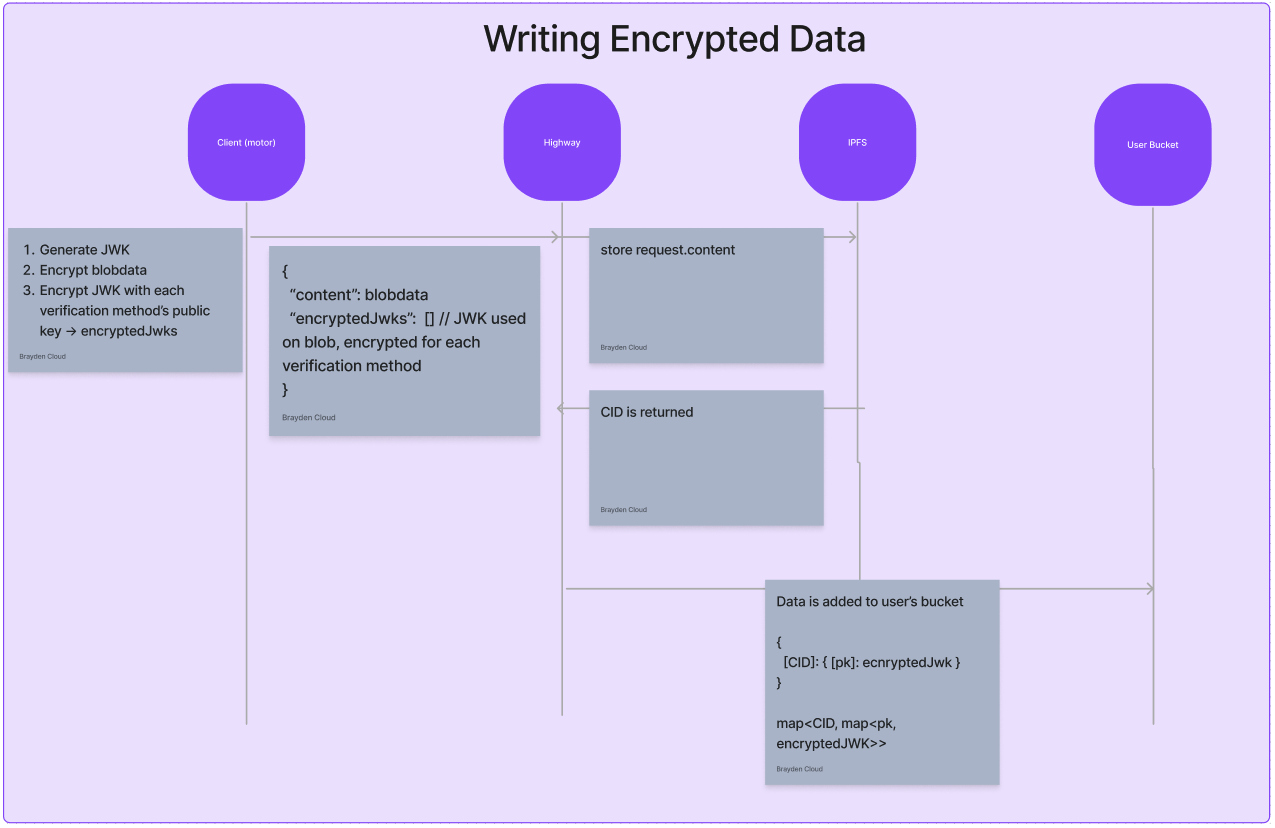 Writing Encrypted Data
Client (motor)
Highway
IPFS
User Bucket
1. Generate JWK
2. Encrypt blobdata
3. Encrypt JWK with each
verification method's public
key → encryptedJwks
Brayden Cloud
{
“content”: blobdata
“encryptedJwks”: [] // JWK used
on blob, encrypted for each
verification method
}
Brayden Cloud
store request.content
Brayden Cloud
CID is returned
Brayden Cloud
Data is added to user's bucket
{
[CID]: { [pk]: ecnryptedJwk }
}
map<CID, map<pk,
encryptedJWK>>
Brayden Cloud